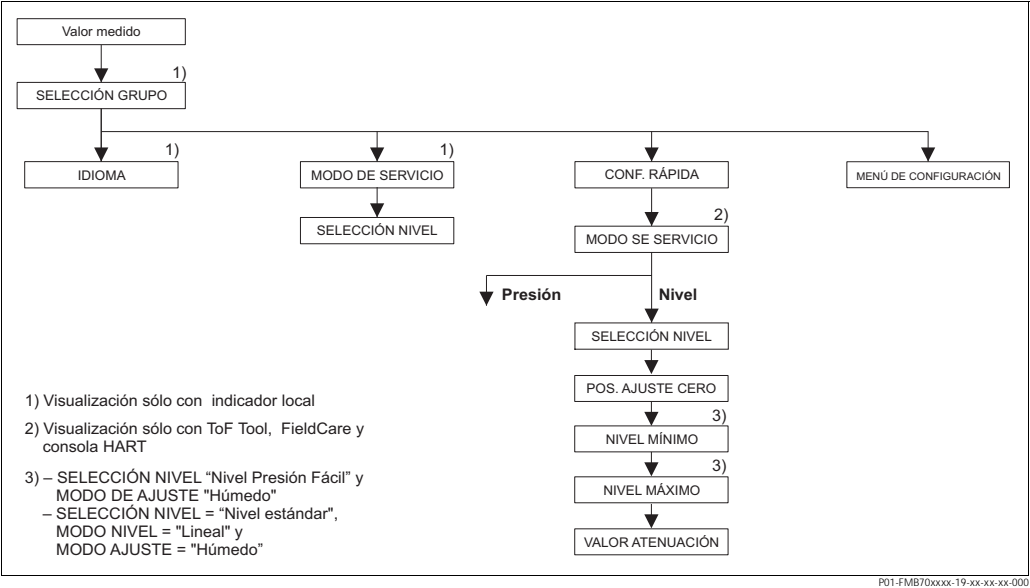 Valor medido
1)
SELECCIÓN GRUPO
1)
IDIOMA
1)
MODO DE SERVICIO
SELECCIÓN NIVEL
CONF. RÁPIDA
2)
MODO SE SERVICIO
MENÚ DE CONFIGURACIÓN
Presión
Nivel
SELECCIÓN NIVEL
POS. AJUSTE CERO
3)
NIVEL MÍNIMO
3)
NIVEL MÁXIMO
VALOR ATENUACIÓN
1) Visualización sólo con indicador local
2) Visualización sólo con ToF Tool, FieldCare y
consola HART
3) – SELECCIÓN NIVEL “Nivel Presión Fácil” y
MODO DE AJUSTE "Húmedo"
– SELECCIÓN NIVEL = “Nivel estándar",
MODO NIVEL = "Lineal" y
MODO AJUSTE = "Húmedo”
P01-FMB70xxxx-19-xx-xx-xx-000